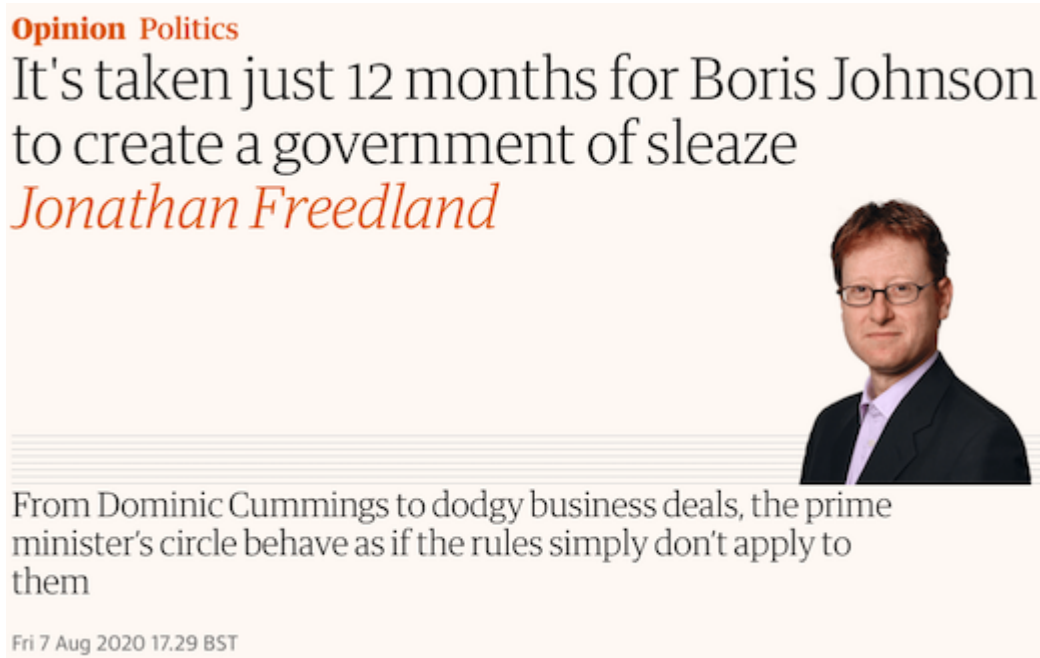 Opinion Politics
It's taken just 12 months for Boris Johnson
to create a government of sleaze
Jonathan Freedland
From Dominic Cummings to dodgy business deals, the prime
minister’s circle behave as if the rules simply don’t apply to
them
Fri 7 Aug 2020 17.29 BST